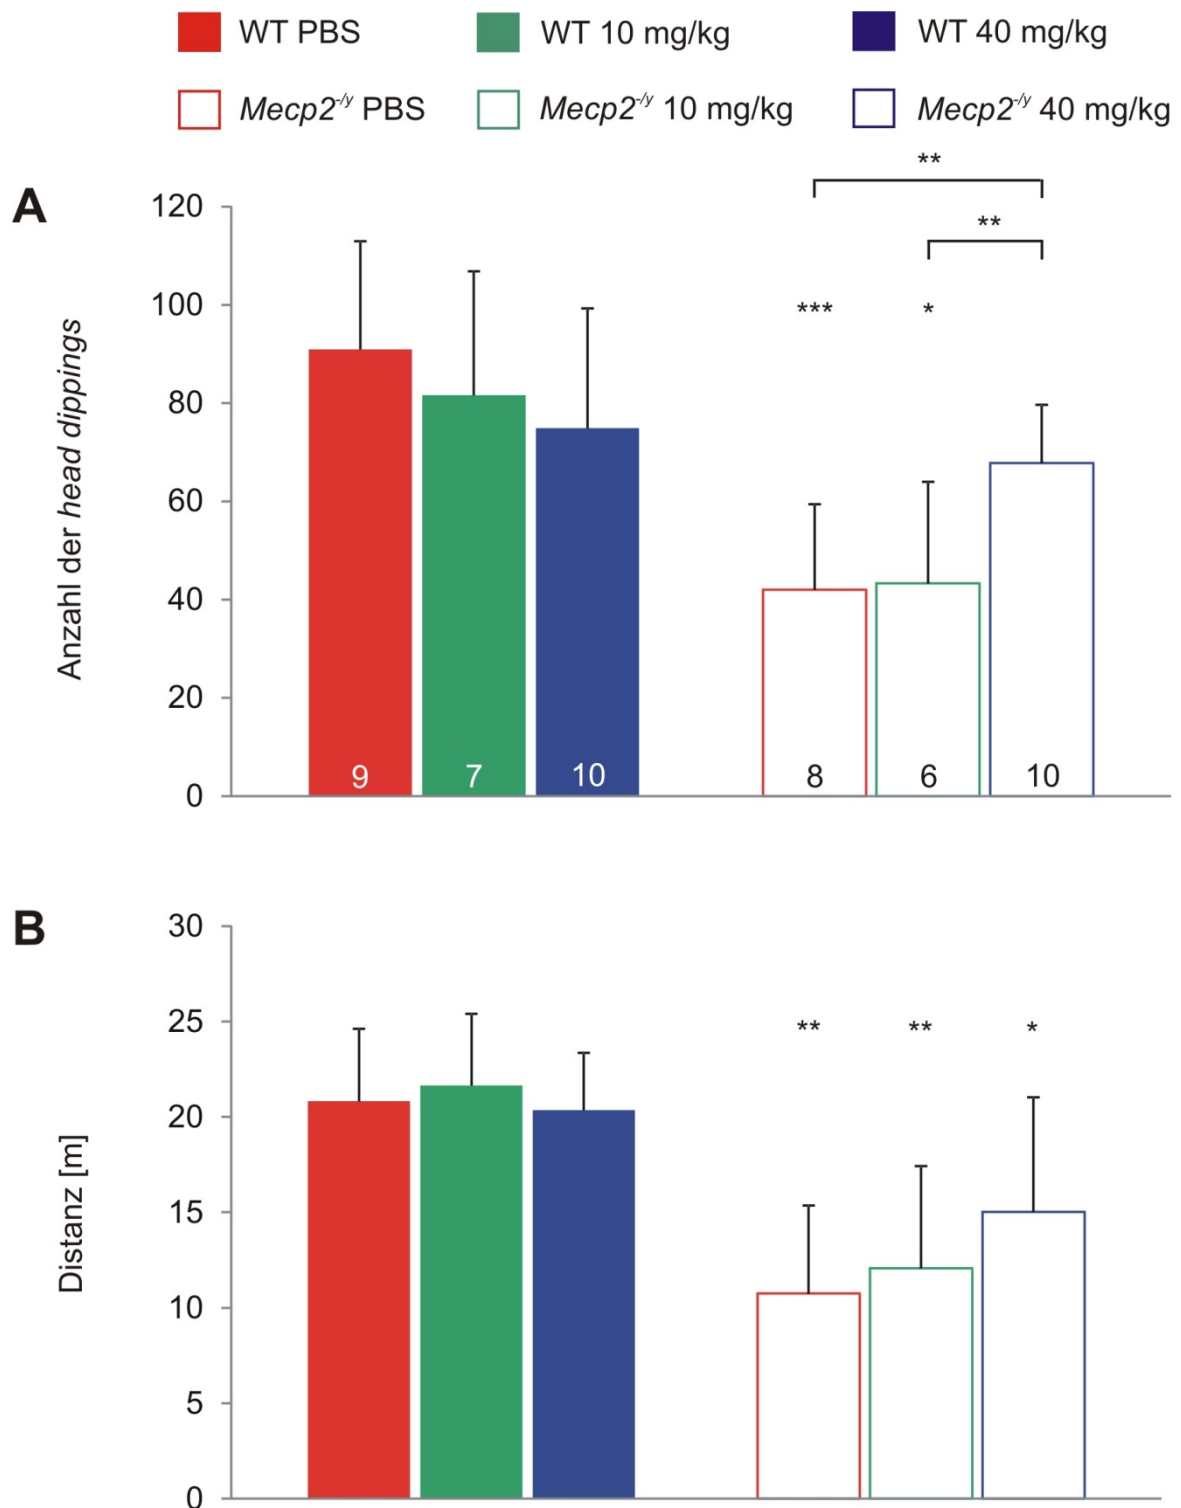 WT PBS WT 10 mg/kg WT 40 mg/kg
Mecp2-/y PBS Mecp2-/y 10 mg/kg Mecp2-/y 40 mg/kg
A
**
**
*** *
120
100
80
60
40
20
0
Anzahl der head dippings
9 7 10 8 6 10
B
** ** *
30
25
20
15
10
5
0
Distanz [m]